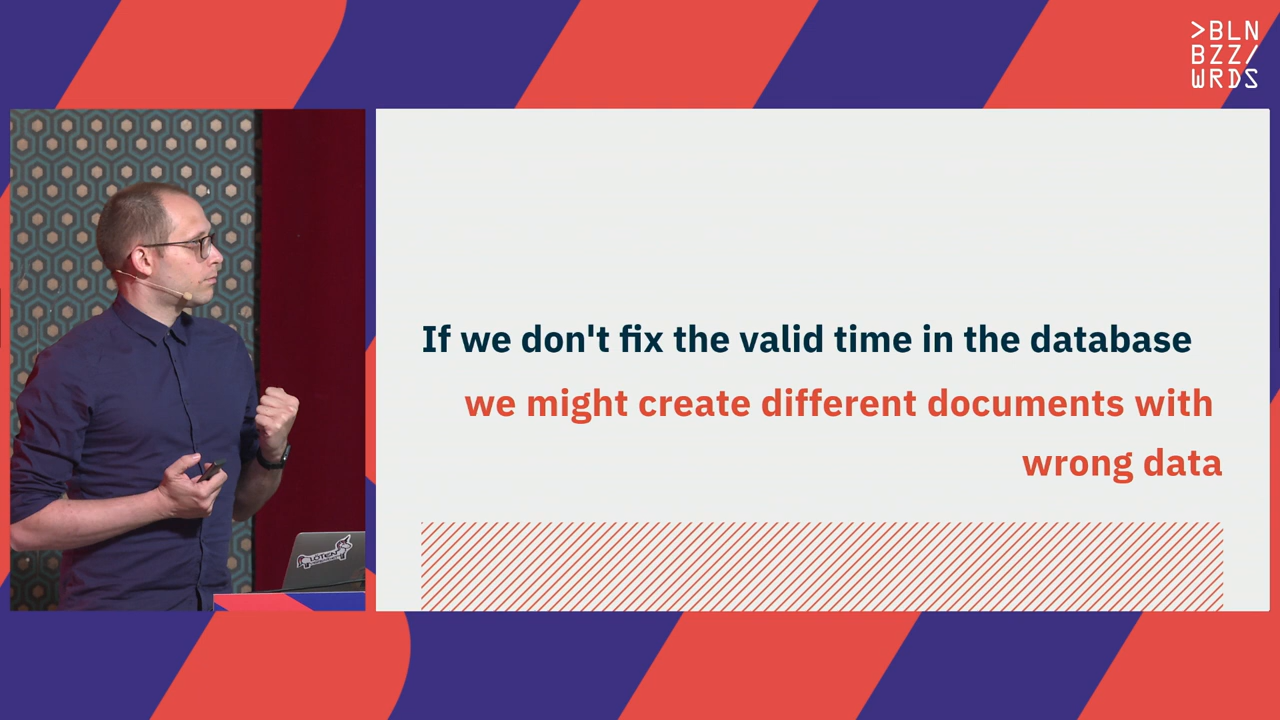 >BLN
BZZ/
WRDS
If we don't fix the valid time in the database
we might create different documents with
wrong data